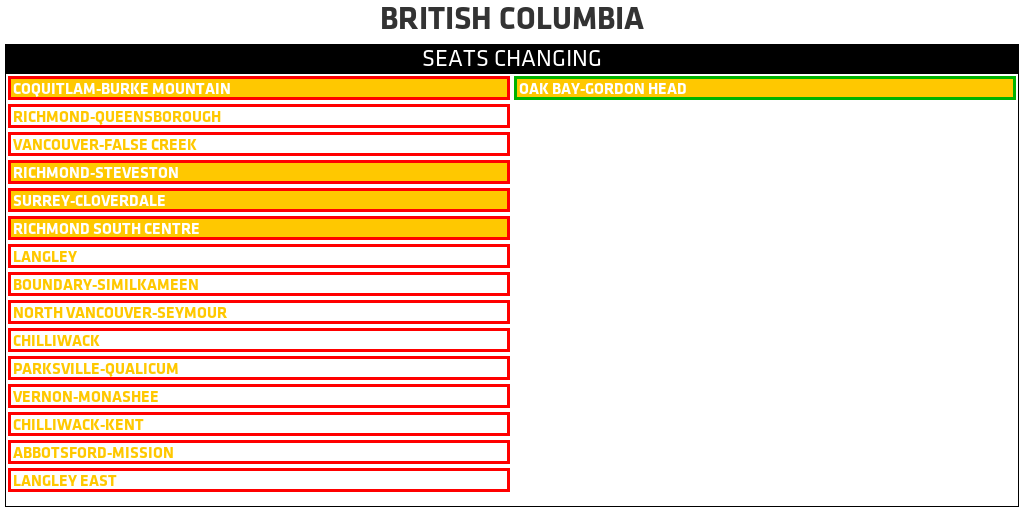 BRITISH COLUMBIA
SEATS CHANGING
COQUITLAM-BURKE MOUNTAIN
RICHMOND-QUEENSBOROUGH
VANCOUVER-FALSE CREEK
RICHMOND-STEVESTON
SURREY-CLOVERDALE
RICHMOND SOUTH CENTRE
LANGLEY
BOUNDARY-SIMILKAMEEN
NORTH VANCOUVER-SEYMOUR
CHILLIWACK
PARKSVILLE-QUALICUM
VERNON-MONASHEE
CHILLIWACK-KENT
ABBOTSFORD-MISSION
LANGLEY EAST
OAK BAY-GORDON HEAD